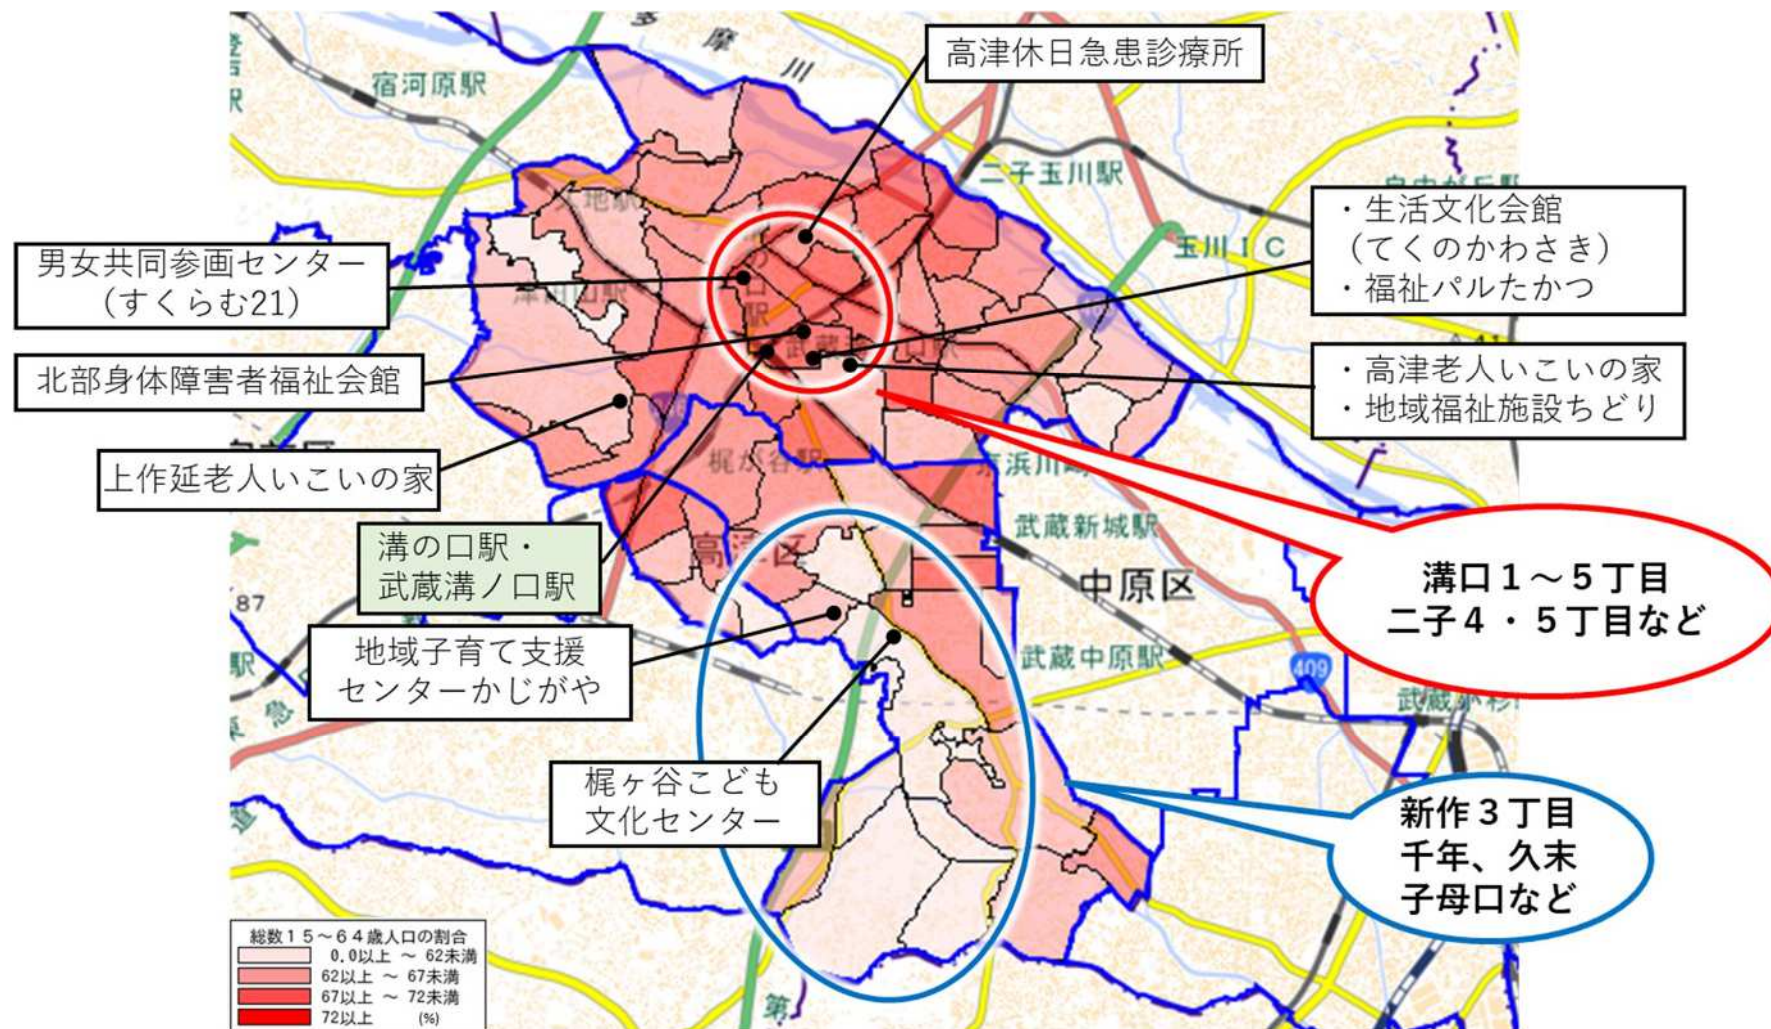 多
摩
川
高津休日急患診療所
宿河原駅
二子玉川駅
・生活文化会館
（てくのかわさき）
・福祉パルたかつ
玉川ＩＣ
男女共同参画センター
（すくらむ21）
津田山駅
北部身体障害者福祉会館
・高津老人いこいの家
・地域福祉施設ちどり
上作延老人いこいの家
梶が谷駅
溝の口駅・
武蔵溝ノ口駅
高津区
武蔵新城駅
中原区
溝口１～５丁目
二子４・５丁目など
87
地域子育て支援
センターかじがや
武蔵中原駅
409
梶ヶ谷こども
文化センター
新作３丁目
千年、久末
子母口など
総数１５～６４歳人口の割合
0.0以上 ～ 62未満
62以上 ～ 67未満
67以上 ～ 72未満
72以上 (%)
第